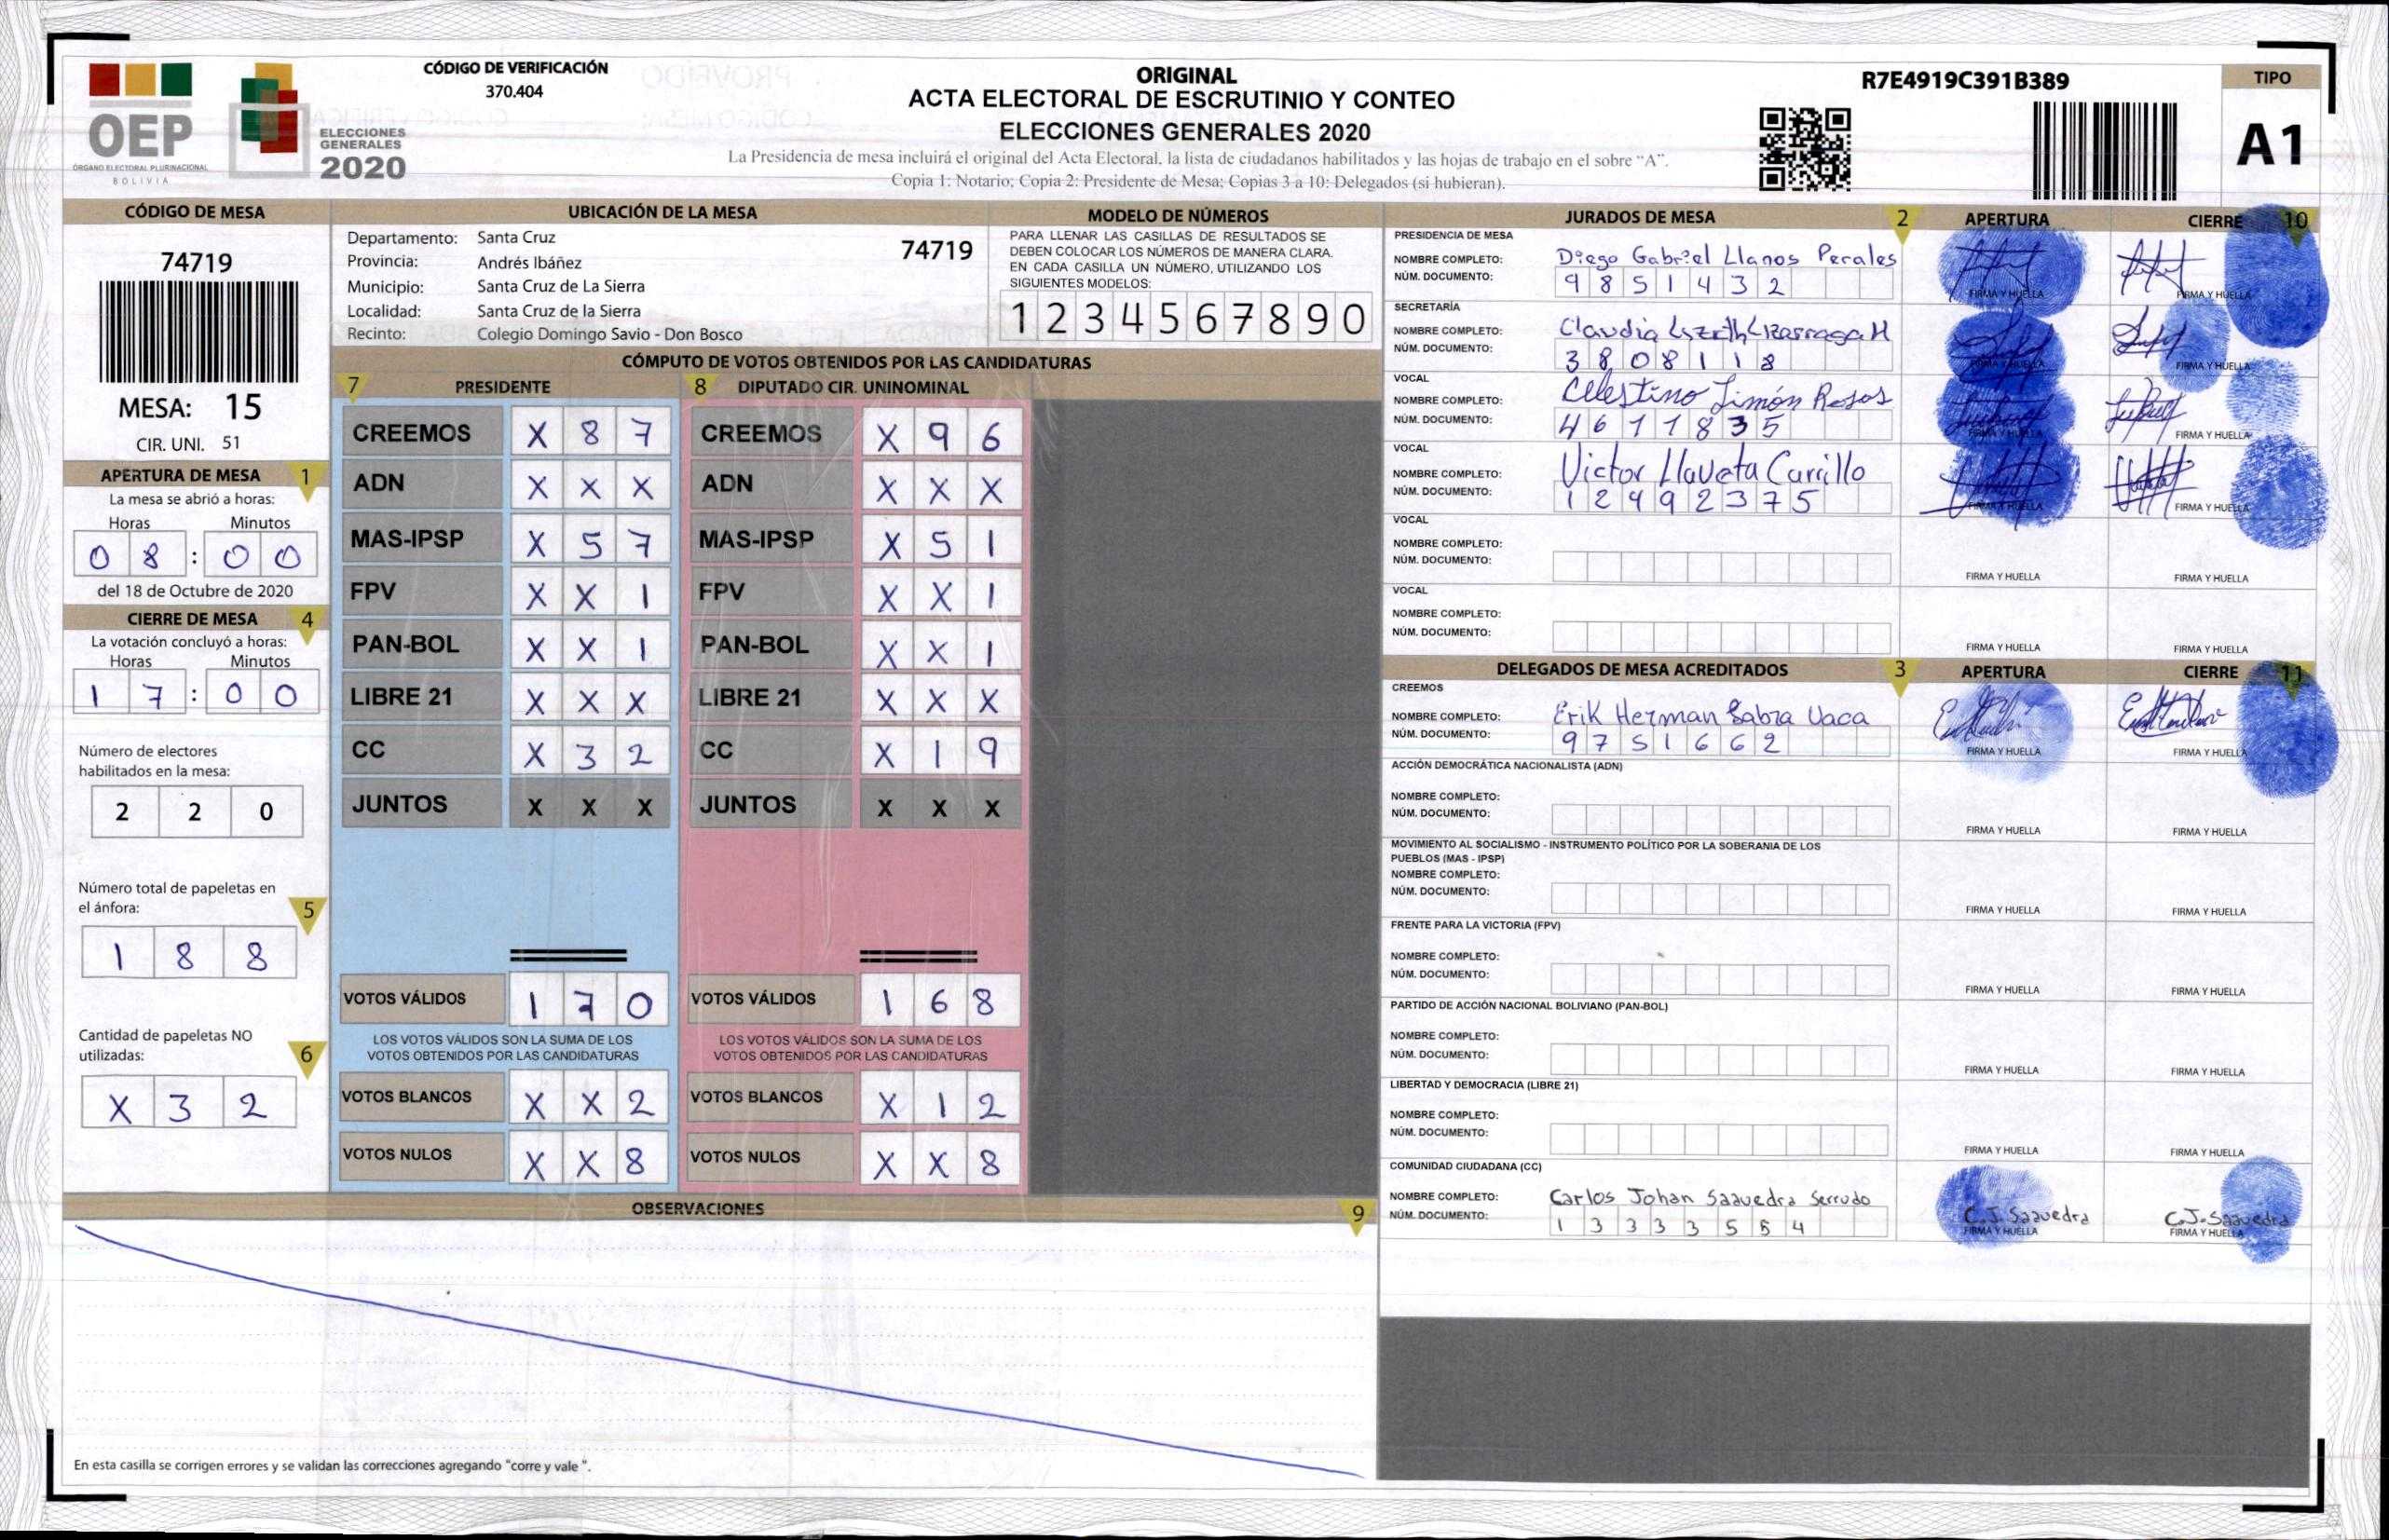 CÓDIGO DE VERIFICACIÓN
370.404
OEP
ÓRGANO ELECTORAL PLURINACIONAL
BOLIVIA
ELECCIONES
GENERALES
2020
ORIGINAL
ACTA ELECTORAL DE ESCRUTINIO Y CONTEO
ELECCIONES GENERALES 2020
La Presidencia de mesa incluirá el original del Acta Electoral, la lista de ciudadanos habilitados y las hojas de trabajo en el sobre "A".
Copia 1: Notario; Copia 2: Presidente de Mesa; Copias 3 a 10: Delegados (si hubieran).
R7E4919C391B389
TIPO
A1
CÓDIGO DE MESA
74719
MESA: 15
CIR. UNI. 51
APERTURA DE MESA 1
La mesa se abrió a horas:
Horas Minutos
0 8 : 0 0
del 18 de Octubre de 2020
CIERRE DE MESA 4
La votación concluyó a horas:
Horas Minutos
1 7 : 0 0
Número de electores
habilitados en la mesa:
2 2 0
Número total de papeletas en
el ánfora: 5
1 8 8
Cantidad de papeletas NO
utilizadas: 6
X 3 2
UBICACIÓN DE LA MESA
Departamento: Santa Cruz 74719
Provincia: Andrés Ibáñez
Municipio: Santa Cruz de La Sierra
Localidad: Santa Cruz de la Sierra
Recinto: Colegio Domingo Savio - Don Bosco
MODELO DE NÚMEROS
PARA LLENAR LAS CASILLAS DE RESULTADOS SE
DEBEN COLOCAR LOS NÚMEROS DE MANERA CLARA.
EN CADA CASILLA UN NÚMERO, UTILIZANDO LOS
SIGUIENTES MODELOS:
1 2 3 4 5 6 7 8 9 0
CÓMPUTO DE VOTOS OBTENIDOS POR LAS CANDIDATURAS
7 PRESIDENTE 8 DIPUTADO CIR. UNINOMINAL
CREEMOS X 8 7 CREEMOS X 9 6
ADN X X X ADN X X X
MAS-IPSP X 5 7 MAS-IPSP X 5 1
FPV X X 1 FPV X X 1
PAN-BOL X X 1 PAN-BOL X X 1
LIBRE 21 X X X LIBRE 21 X X X
CC X 3 2 CC X 1 9
JUNTOS X X X JUNTOS X X X
VOTOS VÁLIDOS 1 7 0 VOTOS VÁLIDOS 1 6 8
LOS VOTOS VÁLIDOS SON LA SUMA DE LOS LOS VOTOS VÁLIDOS SON LA SUMA DE LOS
VOTOS OBTENIDOS POR LAS CANDIDATURAS VOTOS OBTENIDOS POR LAS CANDIDATURAS
VOTOS BLANCOS X X 2 VOTOS BLANCOS X 1 2
VOTOS NULOS X X 8 VOTOS NULOS X X 8
OBSERVACIONES 9
En esta casilla se corrigen errores y se validan las correcciones agregando "corre y vale ".
JURADOS DE MESA 2 APERTURA CIERRE 10
PRESIDENCIA DE MESA
NOMBRE COMPLETO: Diego Gabriel Llanos Perales
NÚM. DOCUMENTO: 9 8 5 1 4 3 2
FIRMA Y HUELLA FIRMA Y HUELLA
SECRETARÍA
NOMBRE COMPLETO: Claudia
NÚM. DOCUMENTO: 3 8 0 8 1 1 8
FIRMA Y HUELLA FIRMA Y HUELLA
VOCAL
NOMBRE COMPLETO: Celestino Limón Rosas
NÚM. DOCUMENTO: 4 6 1 1 8 3 5
FIRMA Y HUELLA FIRMA Y HUELLA
VOCAL
NOMBRE COMPLETO: Victor Llaveta Carrillo
NÚM. DOCUMENTO: 1 2 4 9 2 3 7 5
FIRMA Y HUELLA FIRMA Y HUELLA
VOCAL
NOMBRE COMPLETO:
NÚM. DOCUMENTO:
FIRMA Y HUELLA FIRMA Y HUELLA
VOCAL
NOMBRE COMPLETO:
NÚM. DOCUMENTO:
FIRMA Y HUELLA FIRMA Y HUELLA
DELEGADOS DE MESA ACREDITADOS 3 APERTURA CIERRE 11
CREEMOS
NOMBRE COMPLETO: Erik Herman Sabra Vaca
NÚM. DOCUMENTO: 9 7 5 1 6 6 2
FIRMA Y HUELLA FIRMA Y HUELLA
ACCIÓN DEMOCRÁTICA NACIONALISTA (ADN)
NOMBRE COMPLETO:
NÚM. DOCUMENTO:
FIRMA Y HUELLA FIRMA Y HUELLA
MOVIMIENTO AL SOCIALISMO - INSTRUMENTO POLÍTICO POR LA SOBERANIA DE LOS
PUEBLOS (MAS - IPSP)
NOMBRE COMPLETO:
NÚM. DOCUMENTO:
FIRMA Y HUELLA FIRMA Y HUELLA
FRENTE PARA LA VICTORIA (FPV)
NOMBRE COMPLETO:
NÚM. DOCUMENTO:
FIRMA Y HUELLA FIRMA Y HUELLA
PARTIDO DE ACCIÓN NACIONAL BOLIVIANO (PAN-BOL)
NOMBRE COMPLETO:
NÚM. DOCUMENTO:
FIRMA Y HUELLA FIRMA Y HUELLA
LIBERTAD Y DEMOCRACIA (LIBRE 21)
NOMBRE COMPLETO:
NÚM. DOCUMENTO:
FIRMA Y HUELLA FIRMA Y HUELLA
COMUNIDAD CIUDADANA (CC)
NOMBRE COMPLETO: Carlos Johan Saavedra Serrudo
NÚM. DOCUMENTO: 1 3 3 3 3 5 5 4
C.J. Saavedra C.J. Saavedra
FIRMA Y HUELLA FIRMA Y HUELLA